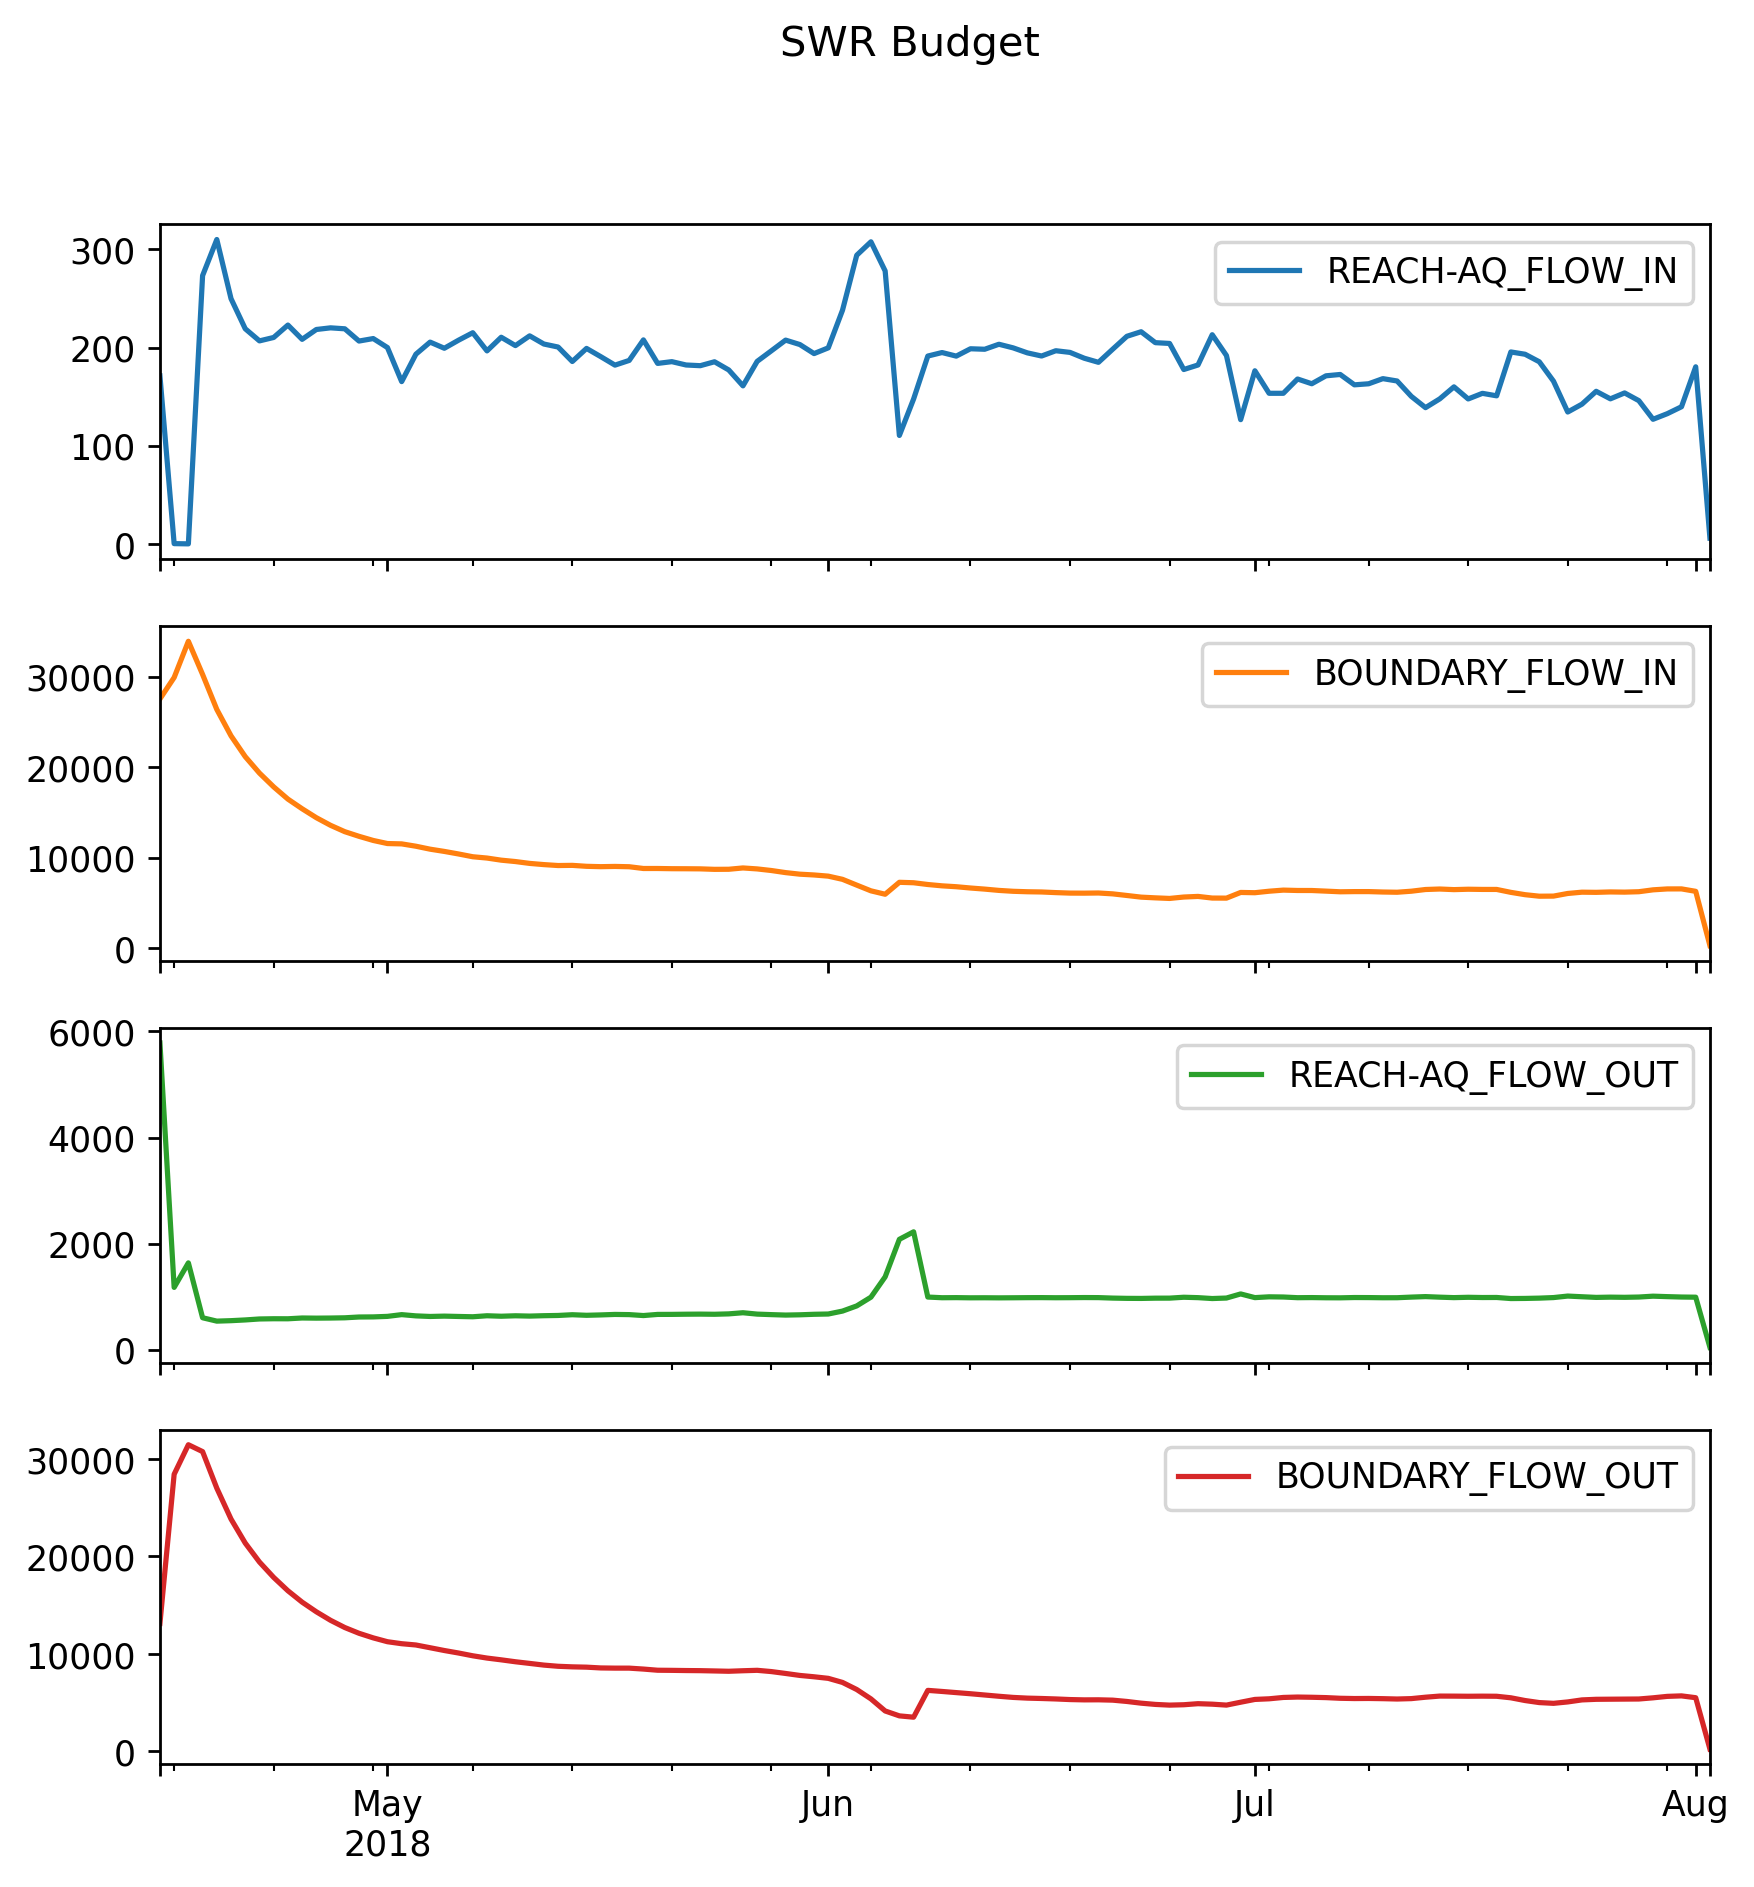 SWR Budget
300
200
100
0
REACH-AQ_FLOW_IN
30000
20000
10000
0
BOUNDARY_FLOW_IN
6000
4000
2000
0
REACH-AQ_FLOW_OUT
30000
20000
10000
0
BOUNDARY_FLOW_OUT
May Jun Jul Aug
2018